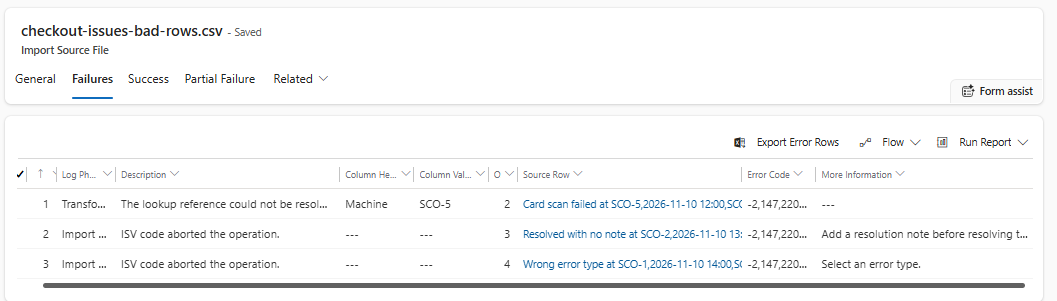 checkout-issues-bad-rows.csv - Saved
Import Source File
General Failures Success Partial Failure Related
Form assist
Export Error Rows Flow Run Report
Log Ph... Description Column He... Column Val... O Source Row Error Code More Information
1 Transfo... The lookup reference could not be resol... Machine SCO-5 2 Card scan failed at SCO-5,2026-11-10 12:00,SCO -2,147,220... ---
2 Import ... ISV code aborted the operation. --- --- 3 Resolved with no note at SCO-2,2026-11-10 13: -2,147,220... Add a resolution note before resolving t...
3 Import ... ISV code aborted the operation. --- --- 4 Wrong error type at SCO-1,2026-11-10 14:00,SCO -2,147,220... Select an error type.